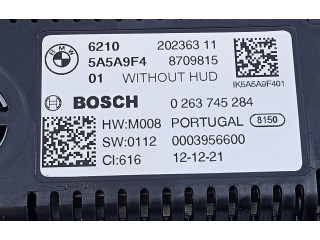 BMW
6210 202363 11
5A5A9F4 8709815
01 WITHOUT HUD
IK5A5A9F401
BOSCH 0 263 745 284
HW:M008 PORTUGAL 8150
SW:0112 0003956600
CI:616 12-12-21